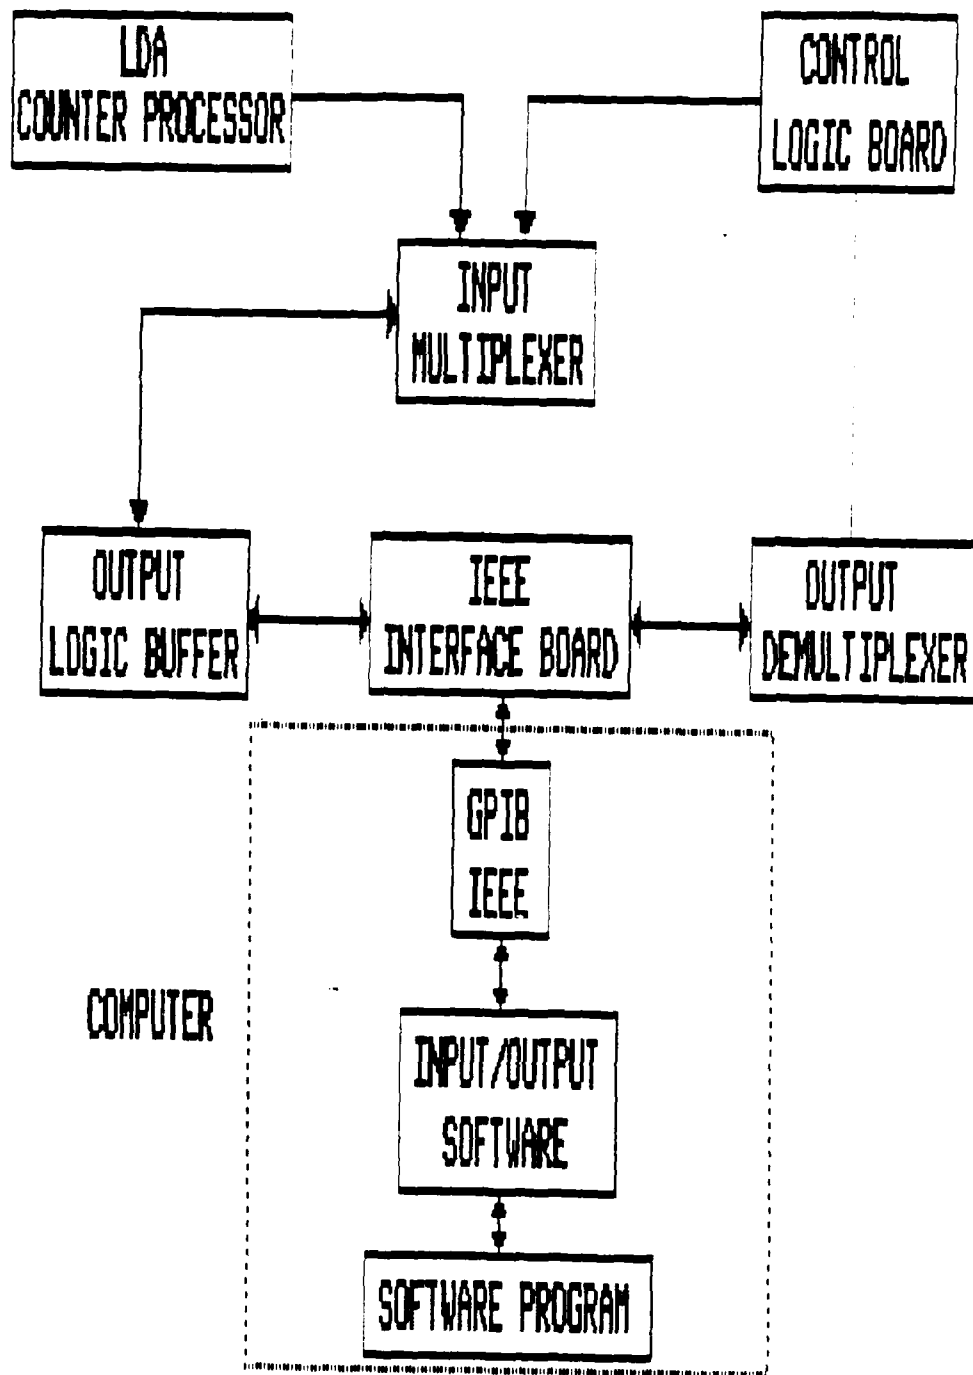 LDA
COUNTER PROCESSOR
CONTROL
LOGIC BOARD
INPUT
MULTIPLEXER
OUTPUT
LOGIC BUFFER
IEEE
INTERFACE BOARD
OUTPUT
DEMULTIPLEXER
GPIB
IEEE
COMPUTER
INPUT/OUTPUT
SOFTWARE
SOFTWARE PROGRAM